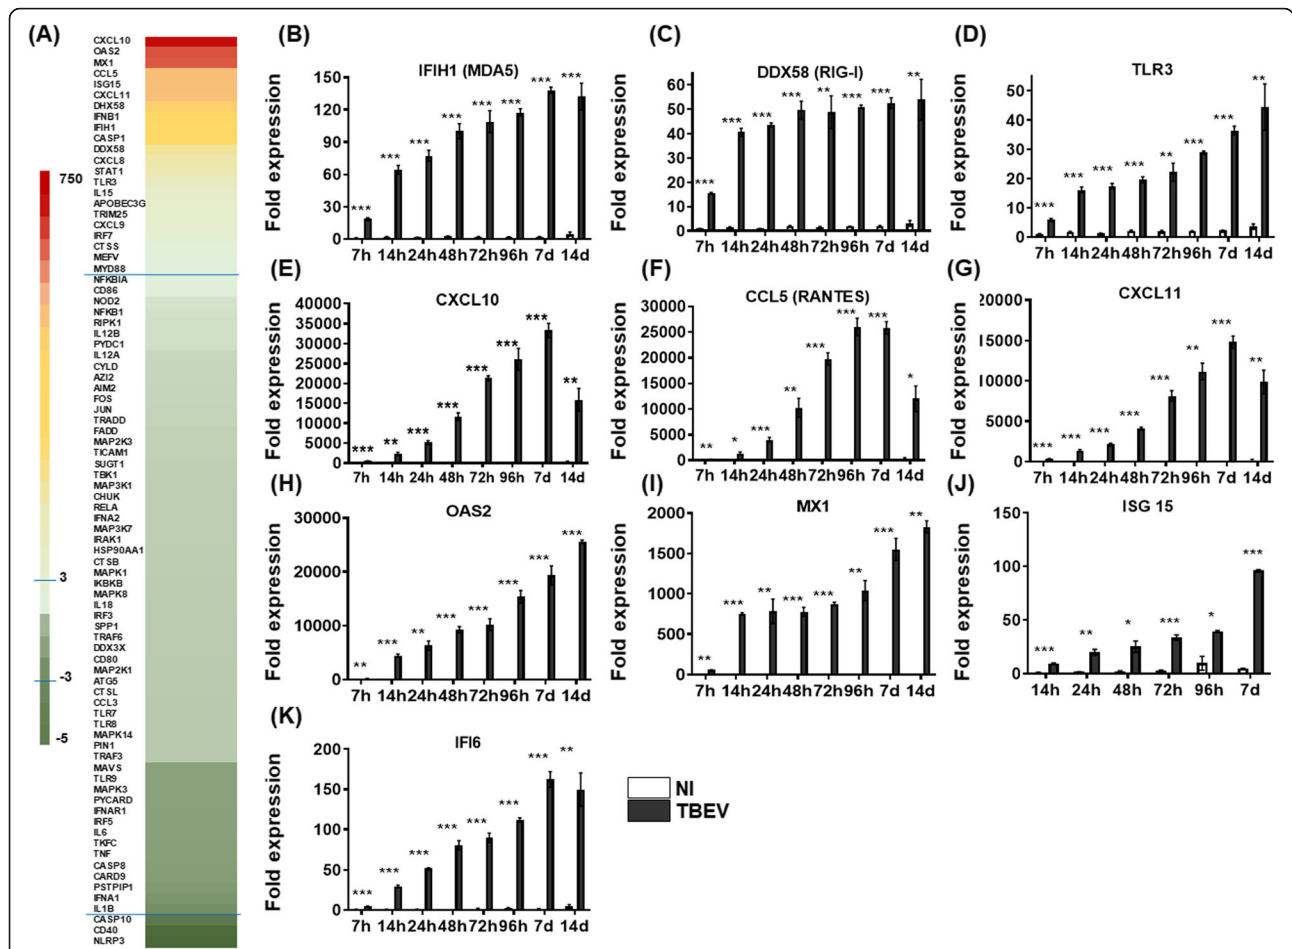 (A)
CXCL10
OAS2
MX1
CCL5
ISG15
CXCL11
DHX58
IFNB1
IFIH1
CASP1
DDX58
CXCL8
STAT1
TLR3
IL15
APOBEC3G
TRIM25
CXCL9
IRF7
CTSS
MEFV
MYD88
NFKBIA
CD86
NOD2
NFKB1
RIPK1
IL12B
PYDC1
IL12A
CYLD
AZI2
AIM2
FOS
JUN
TRADD
FADD
MAP2K3
TICAM1
SUGT1
TBK1
MAP3K1
CHUK
RELA
IFNA2
MAP3K7
IRAK1
HSP90AA1
CTSB
MAPK1
IKBKB
MAPK8
IL18
IRF3
SPP1
TRAF6
DDX3X
CD80
MAP2K1
ATG5
CTSL
CCL3
TLR7
TLR8
MAPK14
PIN1
TRAF3
MAVS
TLR9
MAPK3
PYCARD
IFNAR1
IRF5
IL6
TKFC
TNF
CASP8
CARD9
PSTPIP1
IFNA1
IL1B
CASP10
CD40
NLRP3
750
3
-3
-5
(B)
IFIH1 (MDA5)
Fold expression
150
120
90
60
30
0
*** *** *** *** *** *** *** ***
7h 14h 24h 48h 72h 96h 7d 14d
(C)
DDX58 (RIG-I)
Fold expression
60
50
40
30
20
10
0
*** *** *** *** ** *** *** **
7h 14h 24h 48h 72h 96h 7d 14d
(D)
TLR3
Fold expression
50
40
30
20
10
0
*** *** *** *** ** *** *** **
7h 14h 24h 48h 72h 96h 7d 14d
(E)
CXCL10
Fold expression
40000
35000
30000
25000
20000
15000
10000
5000
0
*** ** *** *** *** *** *** **
7h 14h 24h 48h 72h 96h 7d 14d
(F)
CCL5 (RANTES)
Fold expression
30000
25000
20000
15000
10000
5000
0
** * *** ** *** *** *** *
7h 14h 24h 48h 72h 96h 7d 14d
(G)
CXCL11
Fold expression
20000
15000
10000
5000
0
*** *** *** *** *** ** *** **
7h 14h 24h 48h 72h 96h 7d 14d
(H)
OAS2
Fold expression
30000
20000
10000
0
** *** ** *** *** *** *** ***
7h 14h 24h 48h 72h 96h 7d 14d
(I)
MX1
Fold expression
2000
1500
1000
500
0
** *** ** *** *** ** *** **
7h 14h 24h 48h 72h 96h 7d 14d
(J)
ISG 15
Fold expression
150
100
50
0
*** ** * *** * ***
14h 24h 48h 72h 96h 7d
(K)
IFI6
Fold expression
200
150
100
50
0
*** *** *** *** *** *** *** **
7h 14h 24h 48h 72h 96h 7d 14d
NI
TBEV